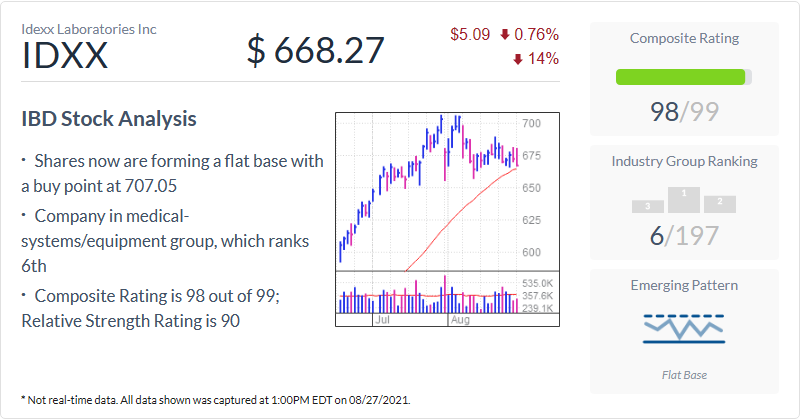 Idexx Laboratories Inc
IDXX
$ 668.27
$5.09 0.76%
14%
IBD Stock Analysis
· Shares now are forming a flat base with
a buy point at 707.05
· Company in medical-
systems/equipment group, which ranks
6th
· Composite Rating is 98 out of 99;
Relative Strength Rating is 90
700
675
650
625
600
535.0K
357.6K
239.1K
Jul
Aug
Composite Rating
98/99
Industry Group Ranking
3
1
2
6/197
Emerging Pattern
Flat Base
* Not real-time data. All data shown was captured at 1:00PM EDT on 08/27/2021.